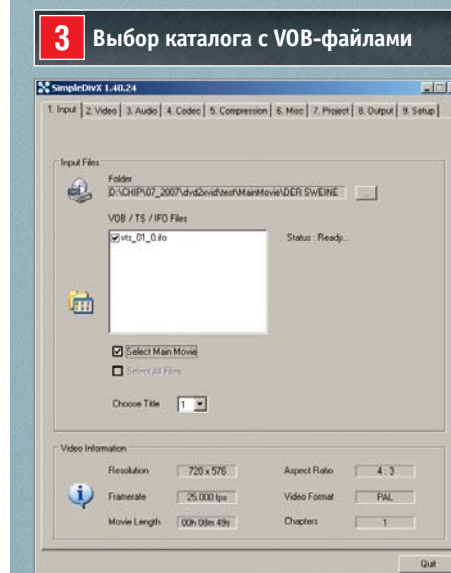 3 Выбор каталога с VOB-файлами
SimpleDivX 1.40.24
1. Input 2. Video 3. Audio 4. Codec 5. Compression 6. Misc 7. Project 8. Output 9. Setup
Input Files
Folder
D:\CHIP\07_2007\dvd2xvid\test\MainMovie\DER SWEINE ...
VOB / TS / IFO Files
vts_01_0.ifo Status : Ready...
Select Main Movie
Select All Files
Choose Title 1
Video Information
Resolution 720 x 576 Aspect Ratio 4 : 3
Framerate 25.000 fps Video Format PAL
Movie Length 00h 08m 49s Chapters 1
Quit